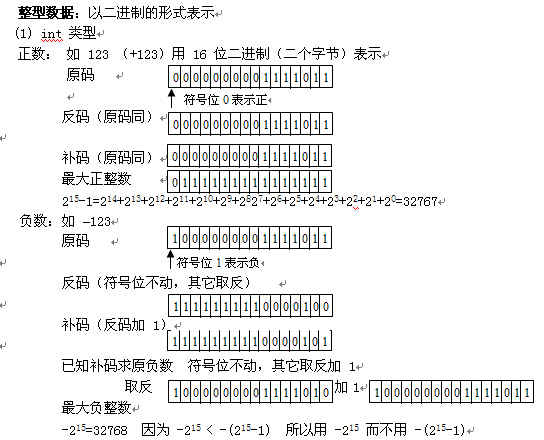 整型数据：以二进制的形式表示
(1) int 类型
正数： 如 123 （+123）用 16 位二进制（二个字节）表示
原码 0000000001111011
符号位 0 表示正
反码（原码同） 0000000001111011
补码（原码同） 0000000001111011
最大正整数 0111111111111111
2¹⁵−1=2¹⁴+2¹³+2¹²+2¹¹+2¹⁰+2⁹+2⁸2⁷+2⁶+2⁵+2⁴+2³+2²+2¹+2⁰=32767
负数：如 −123
原码 1000000001111011
符号位 1 表示负
反码（符号位不动，其它取反）
1111111110000100
补码（反码加 1）
1111111110000101
已知补码求原负数 符号位不动，其它取反加 1
取反 1000000001111010 加 1 1000000001111011
最大负整数
-2¹⁵=32768 因为 -2¹⁵ < -(2¹⁵-1) 所以用 -2¹⁵ 而不用 -(2¹⁵-1)